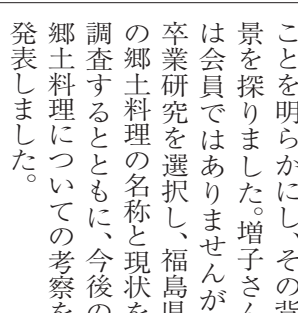 ことを明らかにし、その背
景を探りました。増子さん
は会員ではありませんが
卒業研究を選択し、福島県
の郷土料理の名称と現状を
調査するとともに、今後の
郷土料理についての考察を
発表しました。